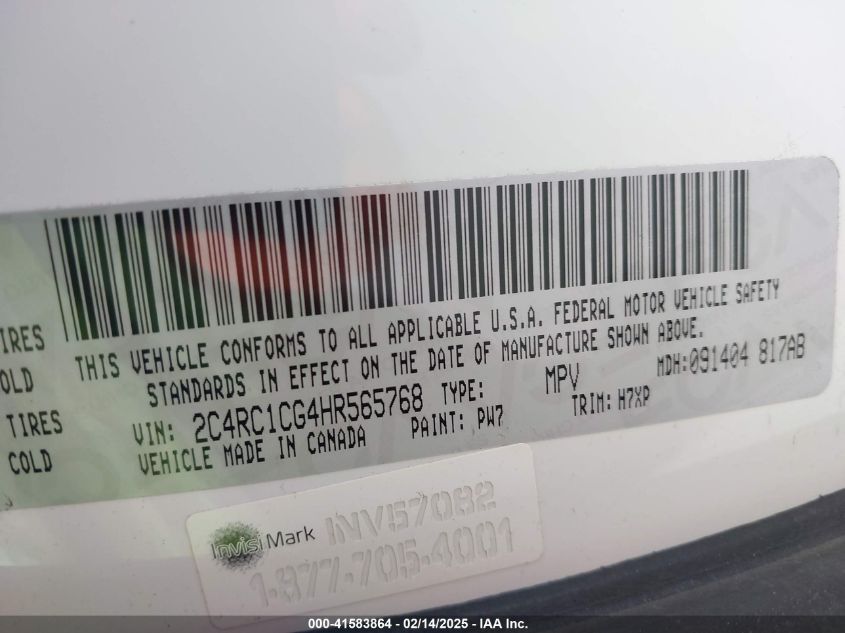 THIS VEHICLE CONFORMS TO ALL APPLICABLE U.S.A. FEDERAL MOTOR VEHICLE SAFETY
STANDARDS IN EFFECT ON THE DATE OF MANUFACTURE SHOWN ABOVE.
MDH:091404 817AB
VIN: 2C4RC1CG4HR565768 TYPE: MPV
VEHICLE MADE IN CANADA PAINT: PW7 TRIM: H7XP
IRES
OLD
TIRES
COLD
InvisiMark INV57082
1-877-705-4001
000-41583864 - 02/14/2025 - IAA Inc.